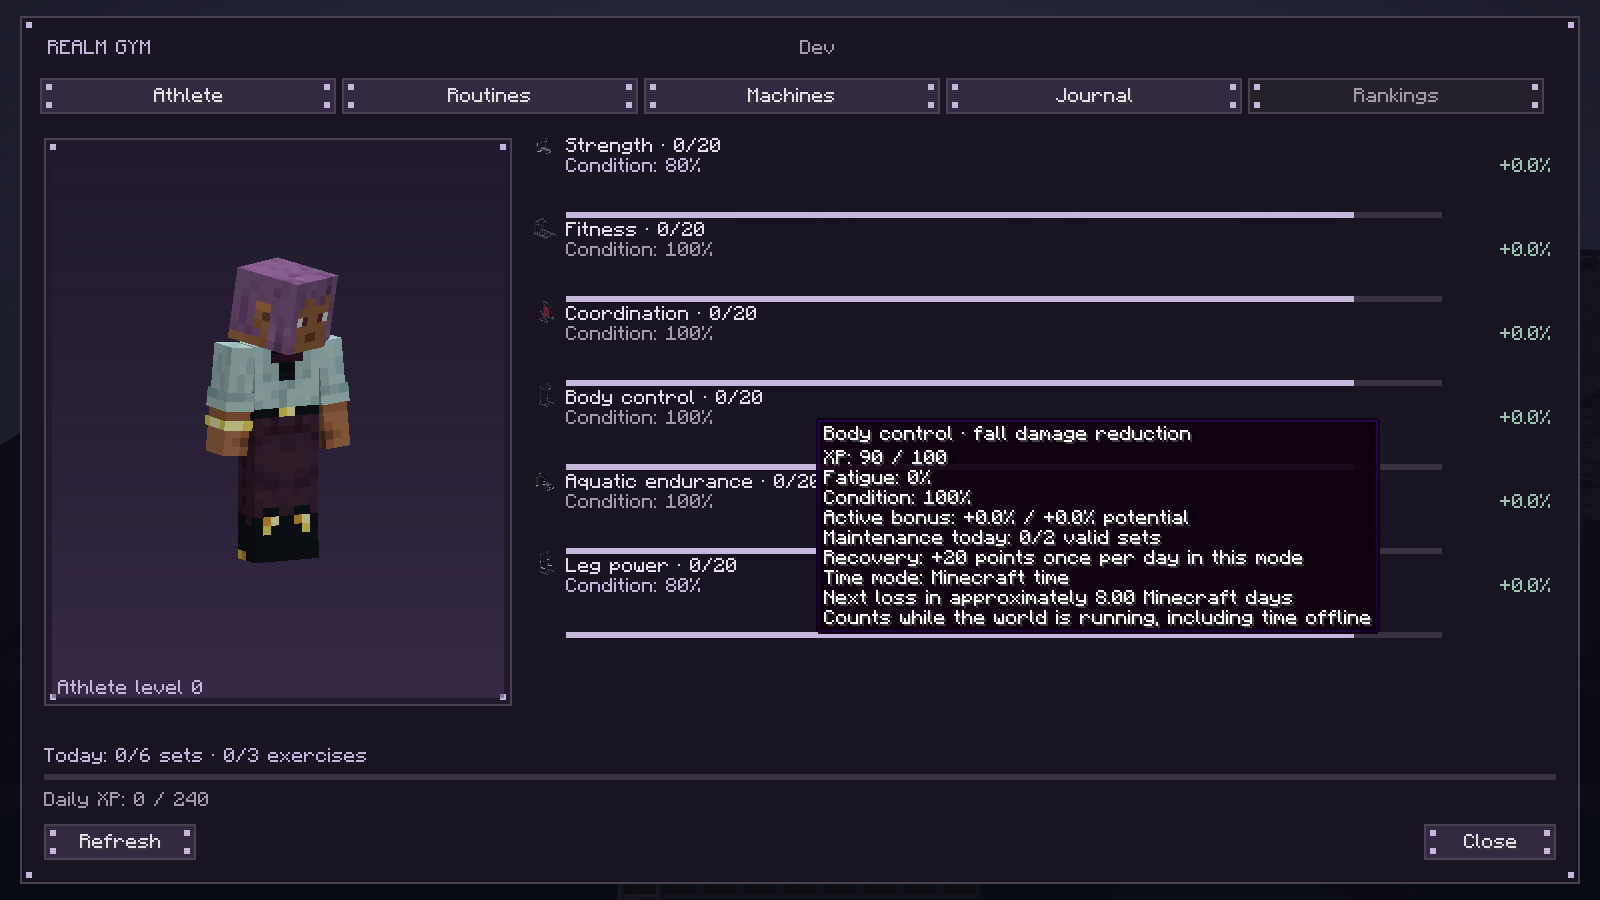 REALM GYM
Dev
Athlete
Routines
Machines
Journal
Rankings
Strength · 0/20
Condition: 80%
+0.0%
Fitness · 0/20
Condition: 100%
+0.0%
Coordination · 0/20
Condition: 100%
+0.0%
Body control · 0/20
Condition: 100%
+0.0%
Aquatic endurance · 0/20
Condition: 100%
+0.0%
Leg power · 0/20
Condition: 80%
+0.0%
Body control · fall damage reduction
XP: 90 / 100
Fatigue: 0%
Condition: 100%
Active bonus: +0.0% / +0.0% potential
Maintenance today: 0/2 valid sets
Recovery: +20 points once per day in this mode
Time mode: Minecraft time
Next loss in approximately 8.00 Minecraft days
Counts while the world is running, including time offline
Athlete level 0
Today: 0/6 sets · 0/3 exercises
Daily XP: 0 / 240
Refresh
Close